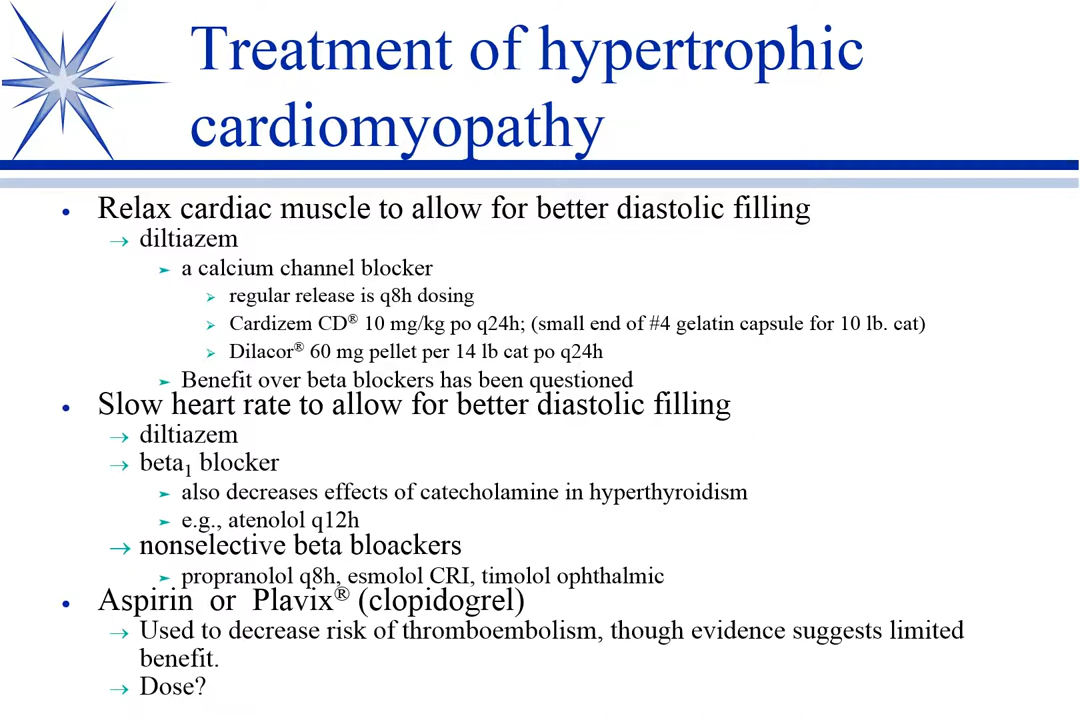 Treatment of hypertrophic
cardiomyopathy
• Relax cardiac muscle to allow for better diastolic filling
→ diltiazem
➢ a calcium channel blocker
➢ regular release is q8h dosing
➢ Cardizem CD® 10 mg/kg po q24h; (small end of #4 gelatin capsule for 10 lb. cat)
➢ Dilacor® 60 mg pellet per 14 lb cat po q24h
➢ Benefit over beta blockers has been questioned
• Slow heart rate to allow for better diastolic filling
→ diltiazem
→ beta₁ blocker
➢ also decreases effects of catecholamine in hyperthyroidism
➢ e.g., atenolol q12h
→ nonselective beta bloackers
➢ propranolol q8h, esmolol CRI, timolol ophthalmic
• Aspirin or Plavix® (clopidogrel)
→ Used to decrease risk of thromboembolism, though evidence suggests limited
benefit.
→ Dose?